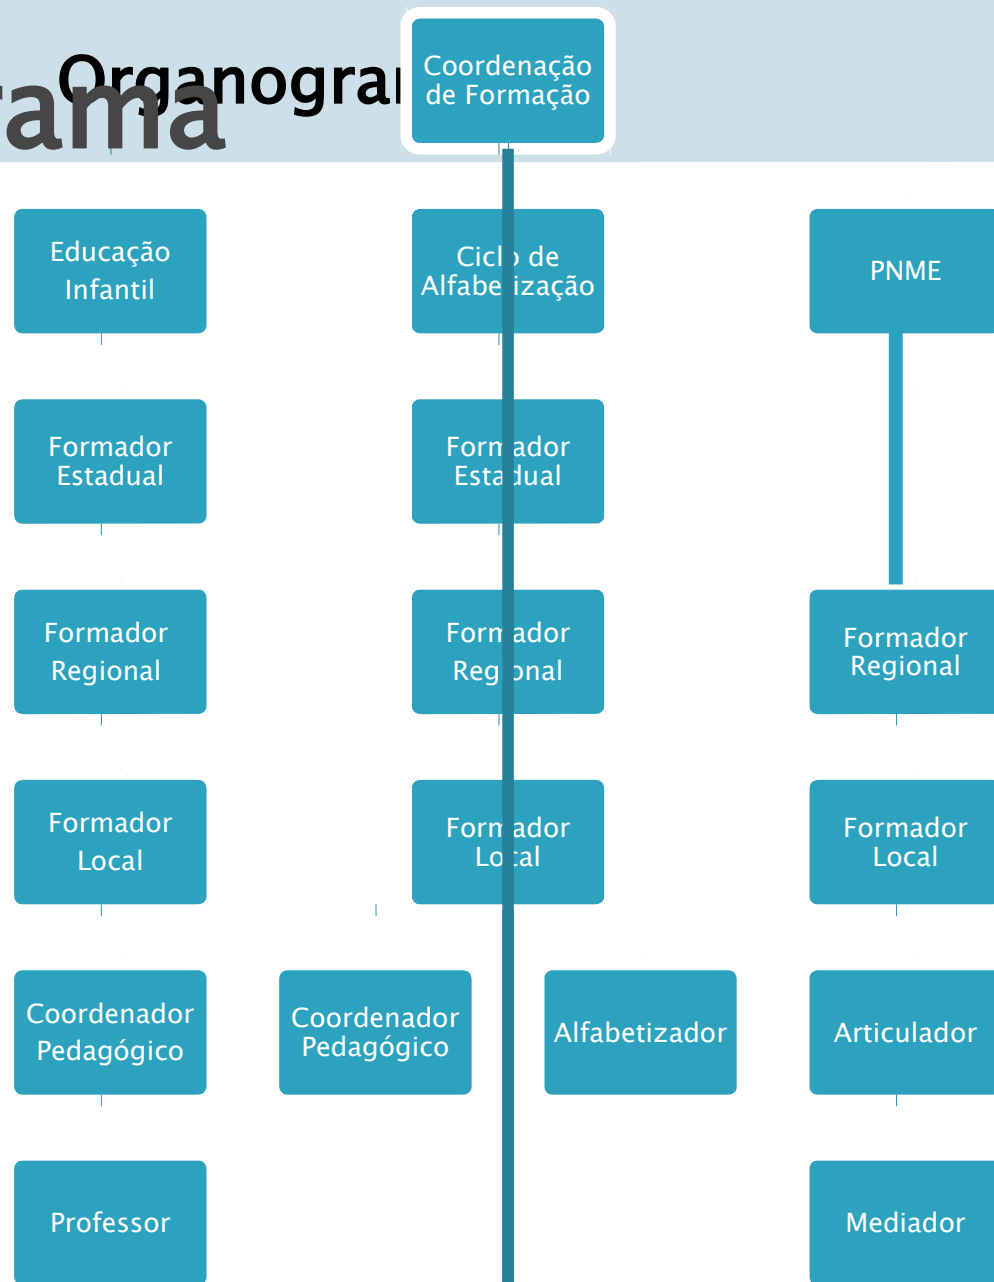 Organogra
rama
Coordenação
de Formação
Educação
Infantil
Ciclo de
Alfabetização
PNME
Formador
Estadual
Formador
Estadual
Formador
Regional
Formador
Regional
Formador
Regional
Formador
Local
Formador
Local
Formador
Local
Coordenador
Pedagógico
Coordenador
Pedagógico
Alfabetizador
Articulador
Professor
Mediador